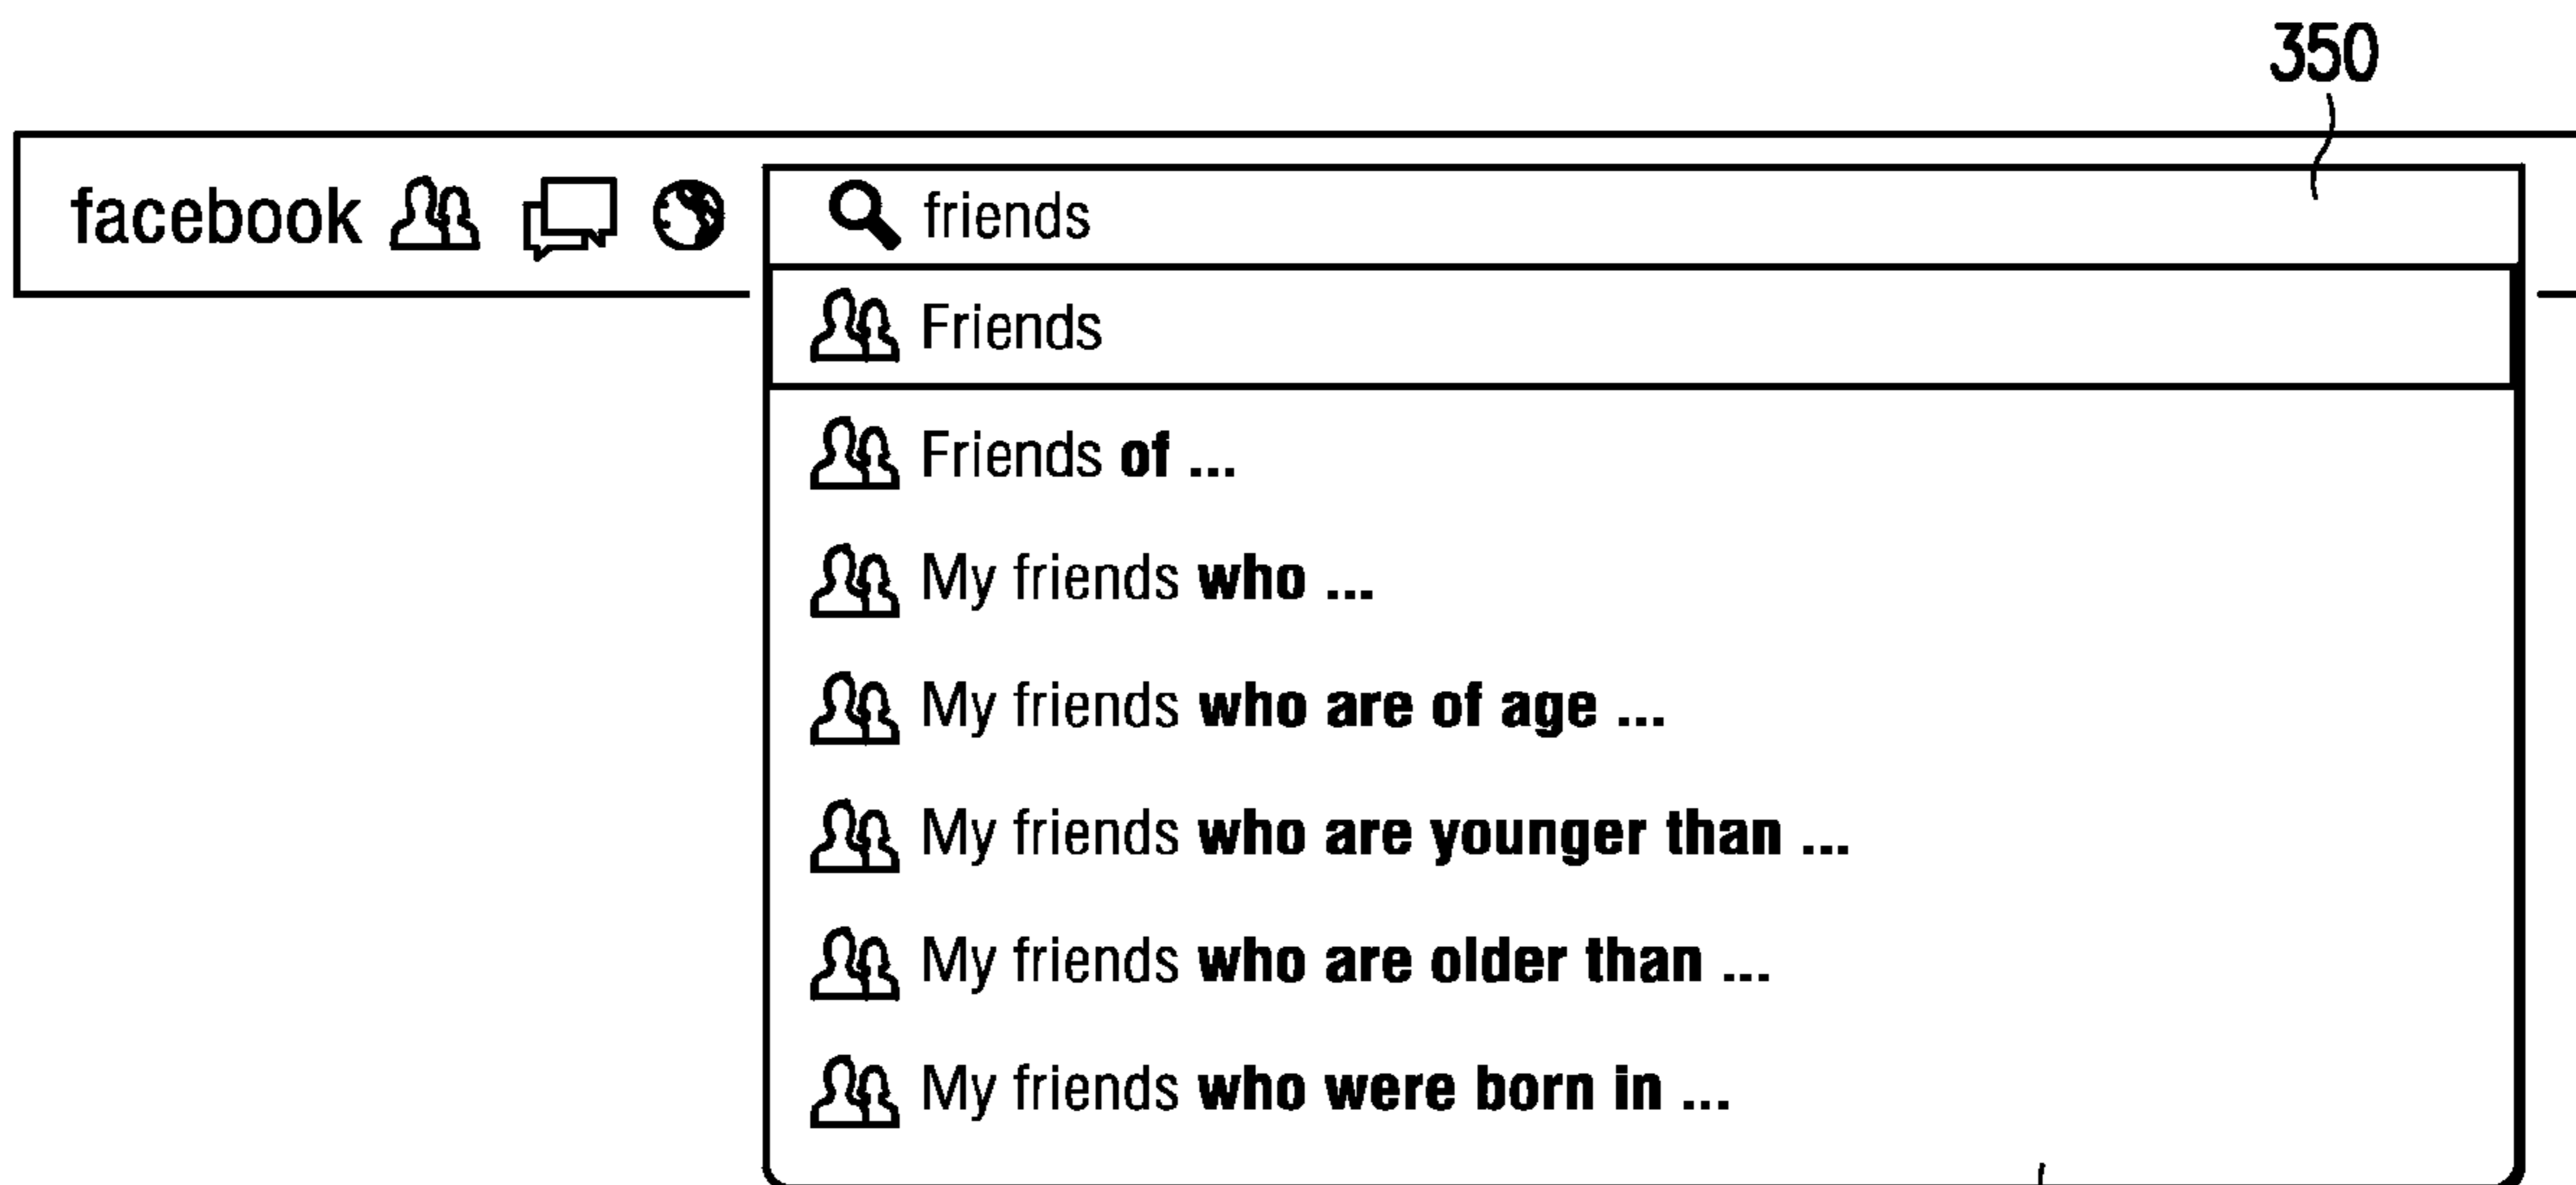 350
facebook friends
Friends
Friends of ...
My friends who ...
My friends who are of age ...
My friends who are younger than ...
My friends who are older than ...
My friends who were born in ...